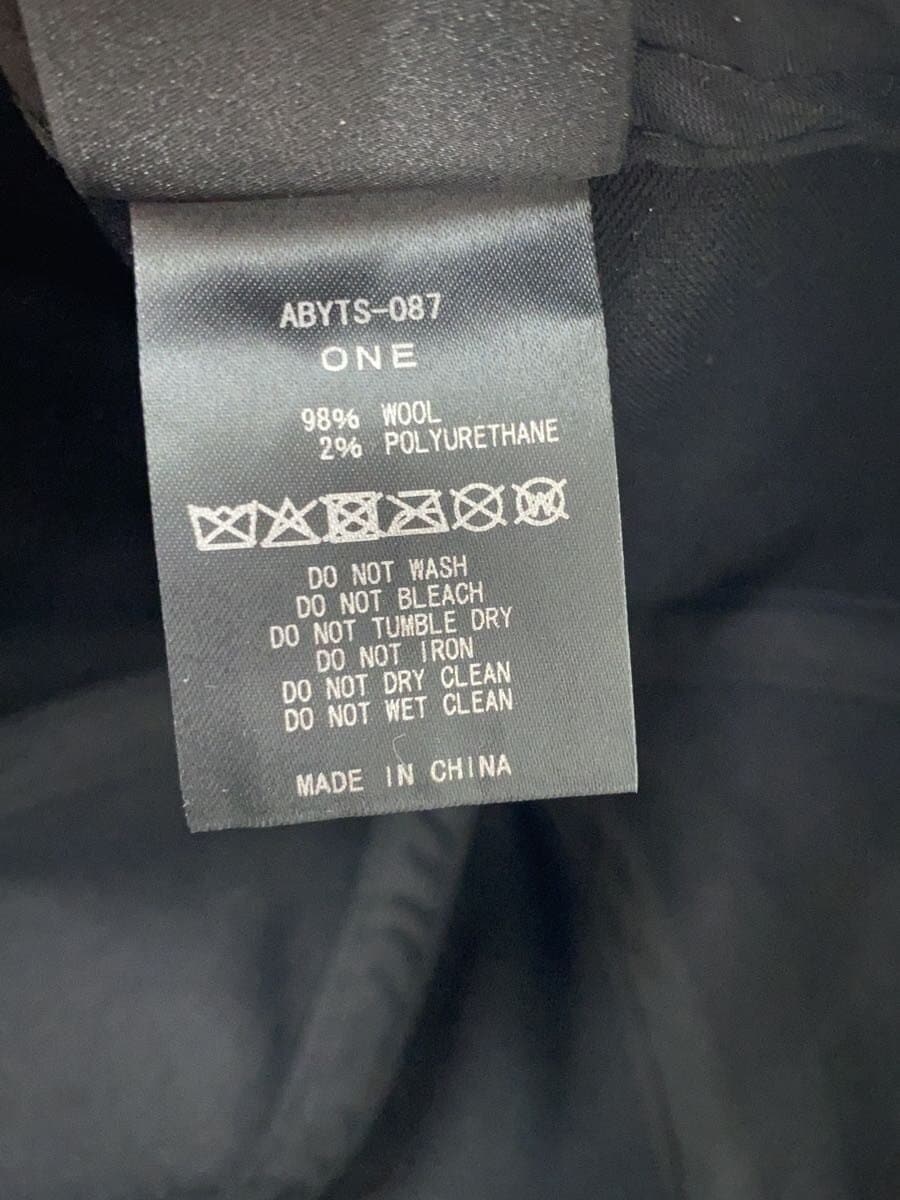 ABYTS-087
ONE
98% WOOL
2% POLYURETHANE
W
DO NOT WASH
DO NOT BLEACH
DO NOT TUMBLE DRY
DO NOT IRON
DO NOT DRY CLEAN
DO NOT WET CLEAN
MADE IN CHINA